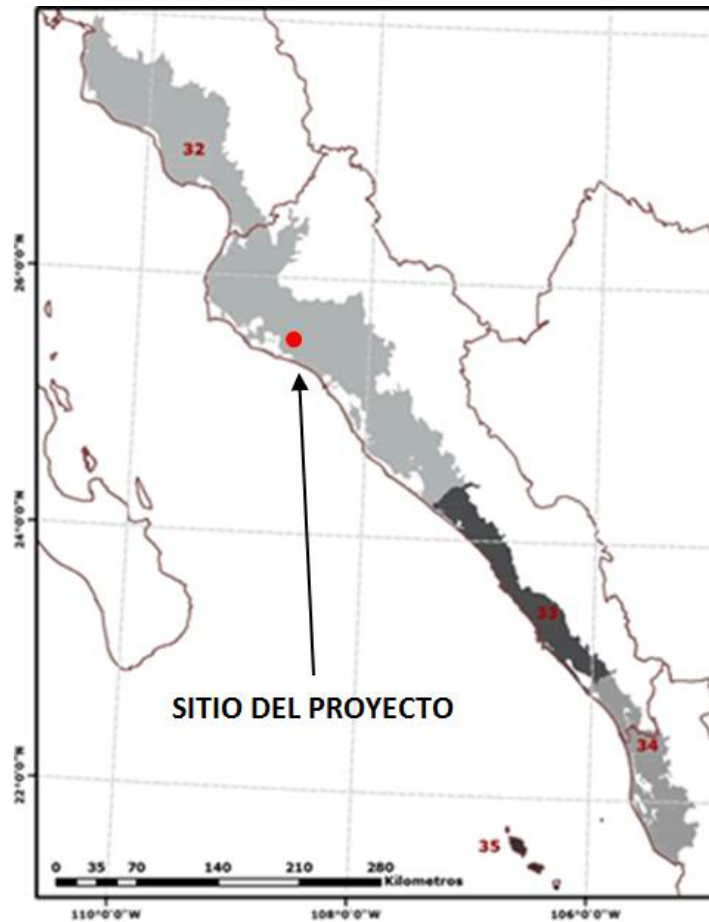 32
26°0'0"N
SITIO DEL PROYECTO
24°0'0"N
33
34
22°0'0"N
35
0 35 70 140 210 280
Kilometros
110°0'0"W 108°0'0"W 106°0'0"W